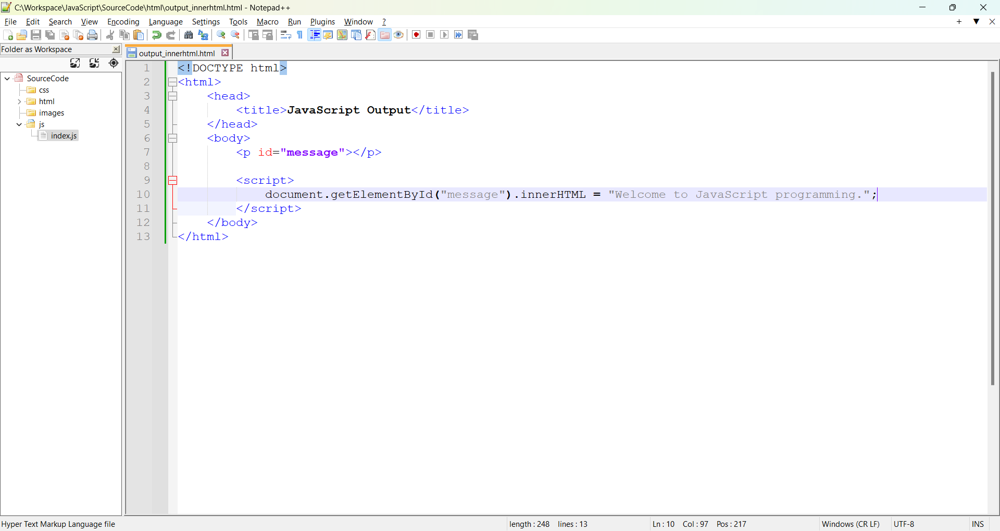 C:\Workspace\JavaScript\SourceCode\html\output_innerhtml.html - Notepad++
File Edit Search View Encoding Language Settings Tools Macro Run Plugins Window ?
Folder as Workspace
output_innerhtml.html
SourceCode
css
html
images
js
index.js
1 <!DOCTYPE html>
2 <html>
3 <head>
4 <title>JavaScript Output</title>
5 </head>
6 <body>
7 <p id="message"></p>
8
9 <script>
10 document.getElementById("message").innerHTML = "Welcome to JavaScript programming.";
11 </script>
12 </body>
13 </html>
Hyper Text Markup Language file length : 248 lines : 13 Ln : 10 Col : 97 Pos : 217 Windows (CR LF) UTF-8 INS